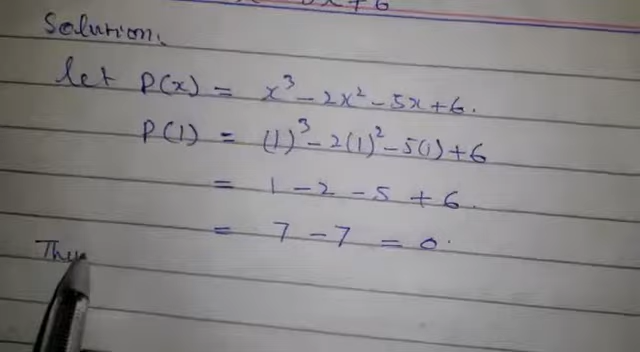 Solution.
let P(x) = x³ - 2x² - 5x + 6.
P(1) = (1)³ - 2(1)² - 5(1) + 6
= 1 - 2 - 5 + 6.
= 7 - 7 = 0.